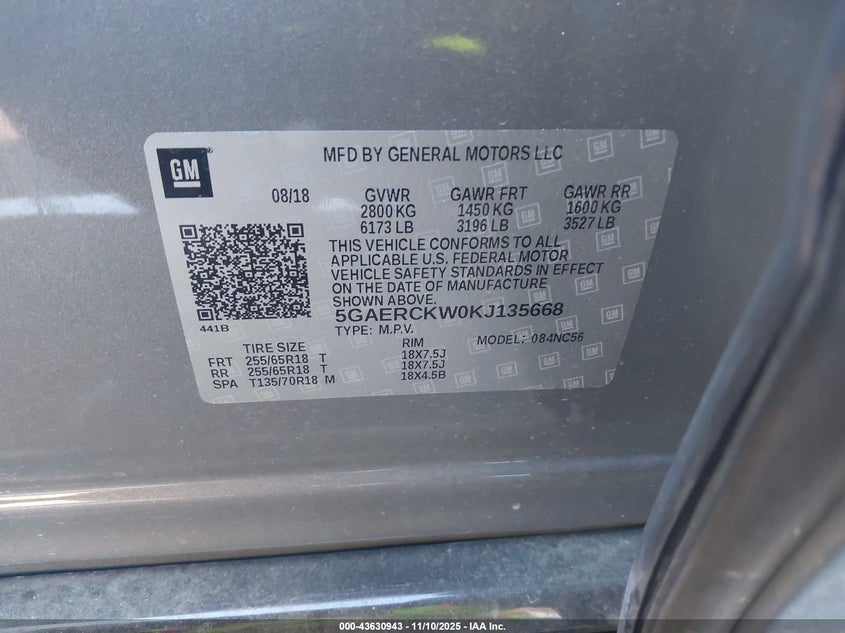 GM
MFD BY GENERAL MOTORS LLC
08/18 GVWR GAWR FRT GAWR RR
2800 KG 1450 KG 1600 KG
6173 LB 3196 LB 3527 LB
THIS VEHICLE CONFORMS TO ALL
APPLICABLE U.S. FEDERAL MOTOR
VEHICLE SAFETY STANDARDS IN EFFECT
ON THE DATE OF MANUFACTURE
SHOWN ABOVE.
441B
5GAERCKW0KJ135668
TYPE: M.P.V. MODEL: 084NC56
TIRE SIZE RIM
FRT 255/65R18 T 18X7.5J
RR 255/65R18 T 18X7.5J
SPA T135/70R18 M 18X4.5B
000-43630943 - 11/10/2025 - IAA Inc.